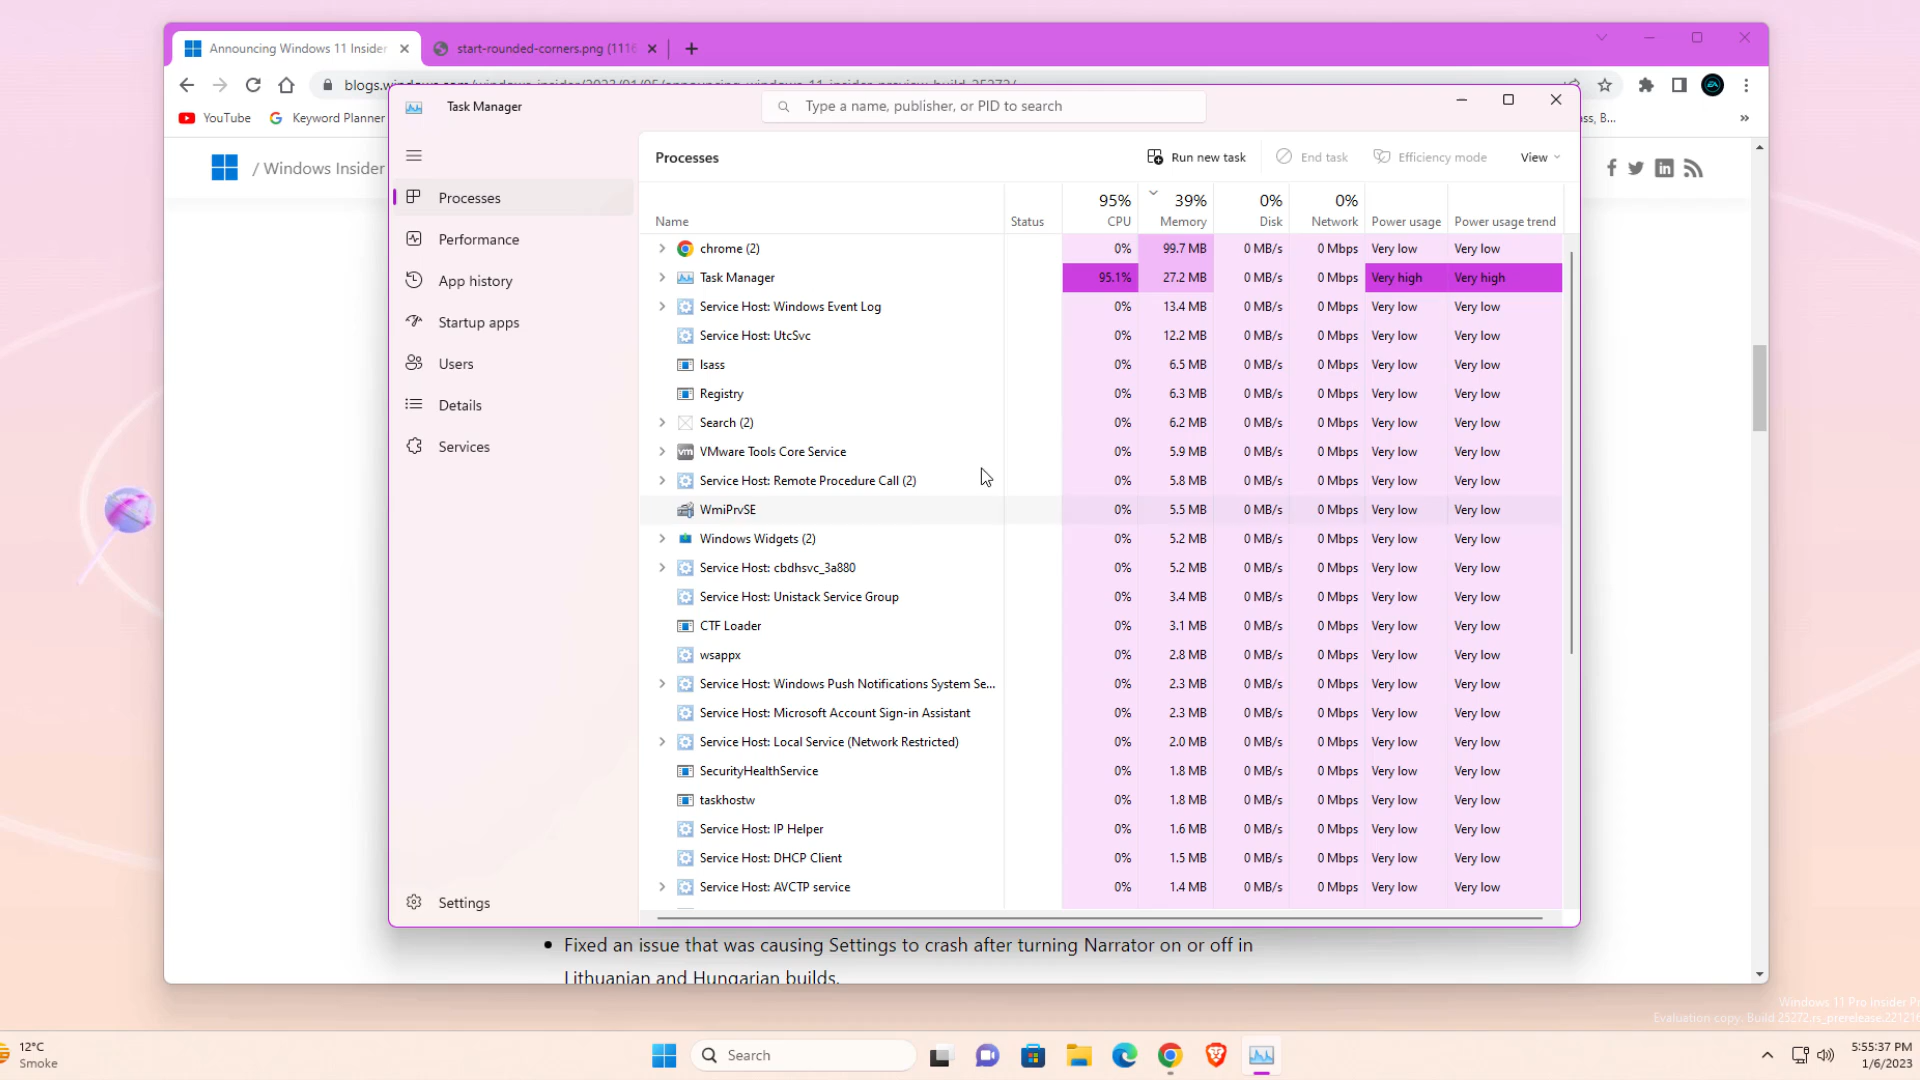 Announcing Windows 11 Insider
start-rounded-corners.png (1116
YouTube
Keyword Planner
/ Windows Insider
ss, B...
»
Task Manager
Type a name, publisher, or PID to search
Processes
Performance
App history
Startup apps
Users
Details
Services
Settings
Processes
Run new task
End task
Efficiency mode
View
95% 39% 0% 0%
Name Status CPU Memory Disk Network Power usage Power usage trend
chrome (2) 0% 99.7 MB 0 MB/s 0 Mbps Very low Very low
Task Manager 95.1% 27.2 MB 0 MB/s 0 Mbps Very high Very high
Service Host: Windows Event Log 0% 13.4 MB 0 MB/s 0 Mbps Very low Very low
Service Host: UtcSvc 0% 12.2 MB 0 MB/s 0 Mbps Very low Very low
lsass 0% 6.5 MB 0 MB/s 0 Mbps Very low Very low
Registry 0% 6.3 MB 0 MB/s 0 Mbps Very low Very low
Search (2) 0% 6.2 MB 0 MB/s 0 Mbps Very low Very low
vm VMware Tools Core Service 0% 5.9 MB 0 MB/s 0 Mbps Very low Very low
Service Host: Remote Procedure Call (2) 0% 5.8 MB 0 MB/s 0 Mbps Very low Very low
WmiPrvSE 0% 5.5 MB 0 MB/s 0 Mbps Very low Very low
Windows Widgets (2) 0% 5.2 MB 0 MB/s 0 Mbps Very low Very low
Service Host: cbdhsvc_3a880 0% 5.2 MB 0 MB/s 0 Mbps Very low Very low
Service Host: Unistack Service Group 0% 3.4 MB 0 MB/s 0 Mbps Very low Very low
CTF Loader 0% 3.1 MB 0 MB/s 0 Mbps Very low Very low
wsappx 0% 2.8 MB 0 MB/s 0 Mbps Very low Very low
Service Host: Windows Push Notifications System Se... 0% 2.3 MB 0 MB/s 0 Mbps Very low Very low
Service Host: Microsoft Account Sign-in Assistant 0% 2.3 MB 0 MB/s 0 Mbps Very low Very low
Service Host: Local Service (Network Restricted) 0% 2.0 MB 0 MB/s 0 Mbps Very low Very low
SecurityHealthService 0% 1.8 MB 0 MB/s 0 Mbps Very low Very low
taskhostw 0% 1.8 MB 0 MB/s 0 Mbps Very low Very low
Service Host: IP Helper 0% 1.6 MB 0 MB/s 0 Mbps Very low Very low
Service Host: DHCP Client 0% 1.5 MB 0 MB/s 0 Mbps Very low Very low
Service Host: AVCTP service 0% 1.4 MB 0 MB/s 0 Mbps Very low Very low
Fixed an issue that was causing Settings to crash after turning Narrator on or off in
Lithuanian and Hungarian builds.
Windows 11 Pro Insider Pr
Evaluation copy. Build 25272.rs_prerelease.221216
12°C
Smoke
Search
5:55:37 PM
1/6/2023